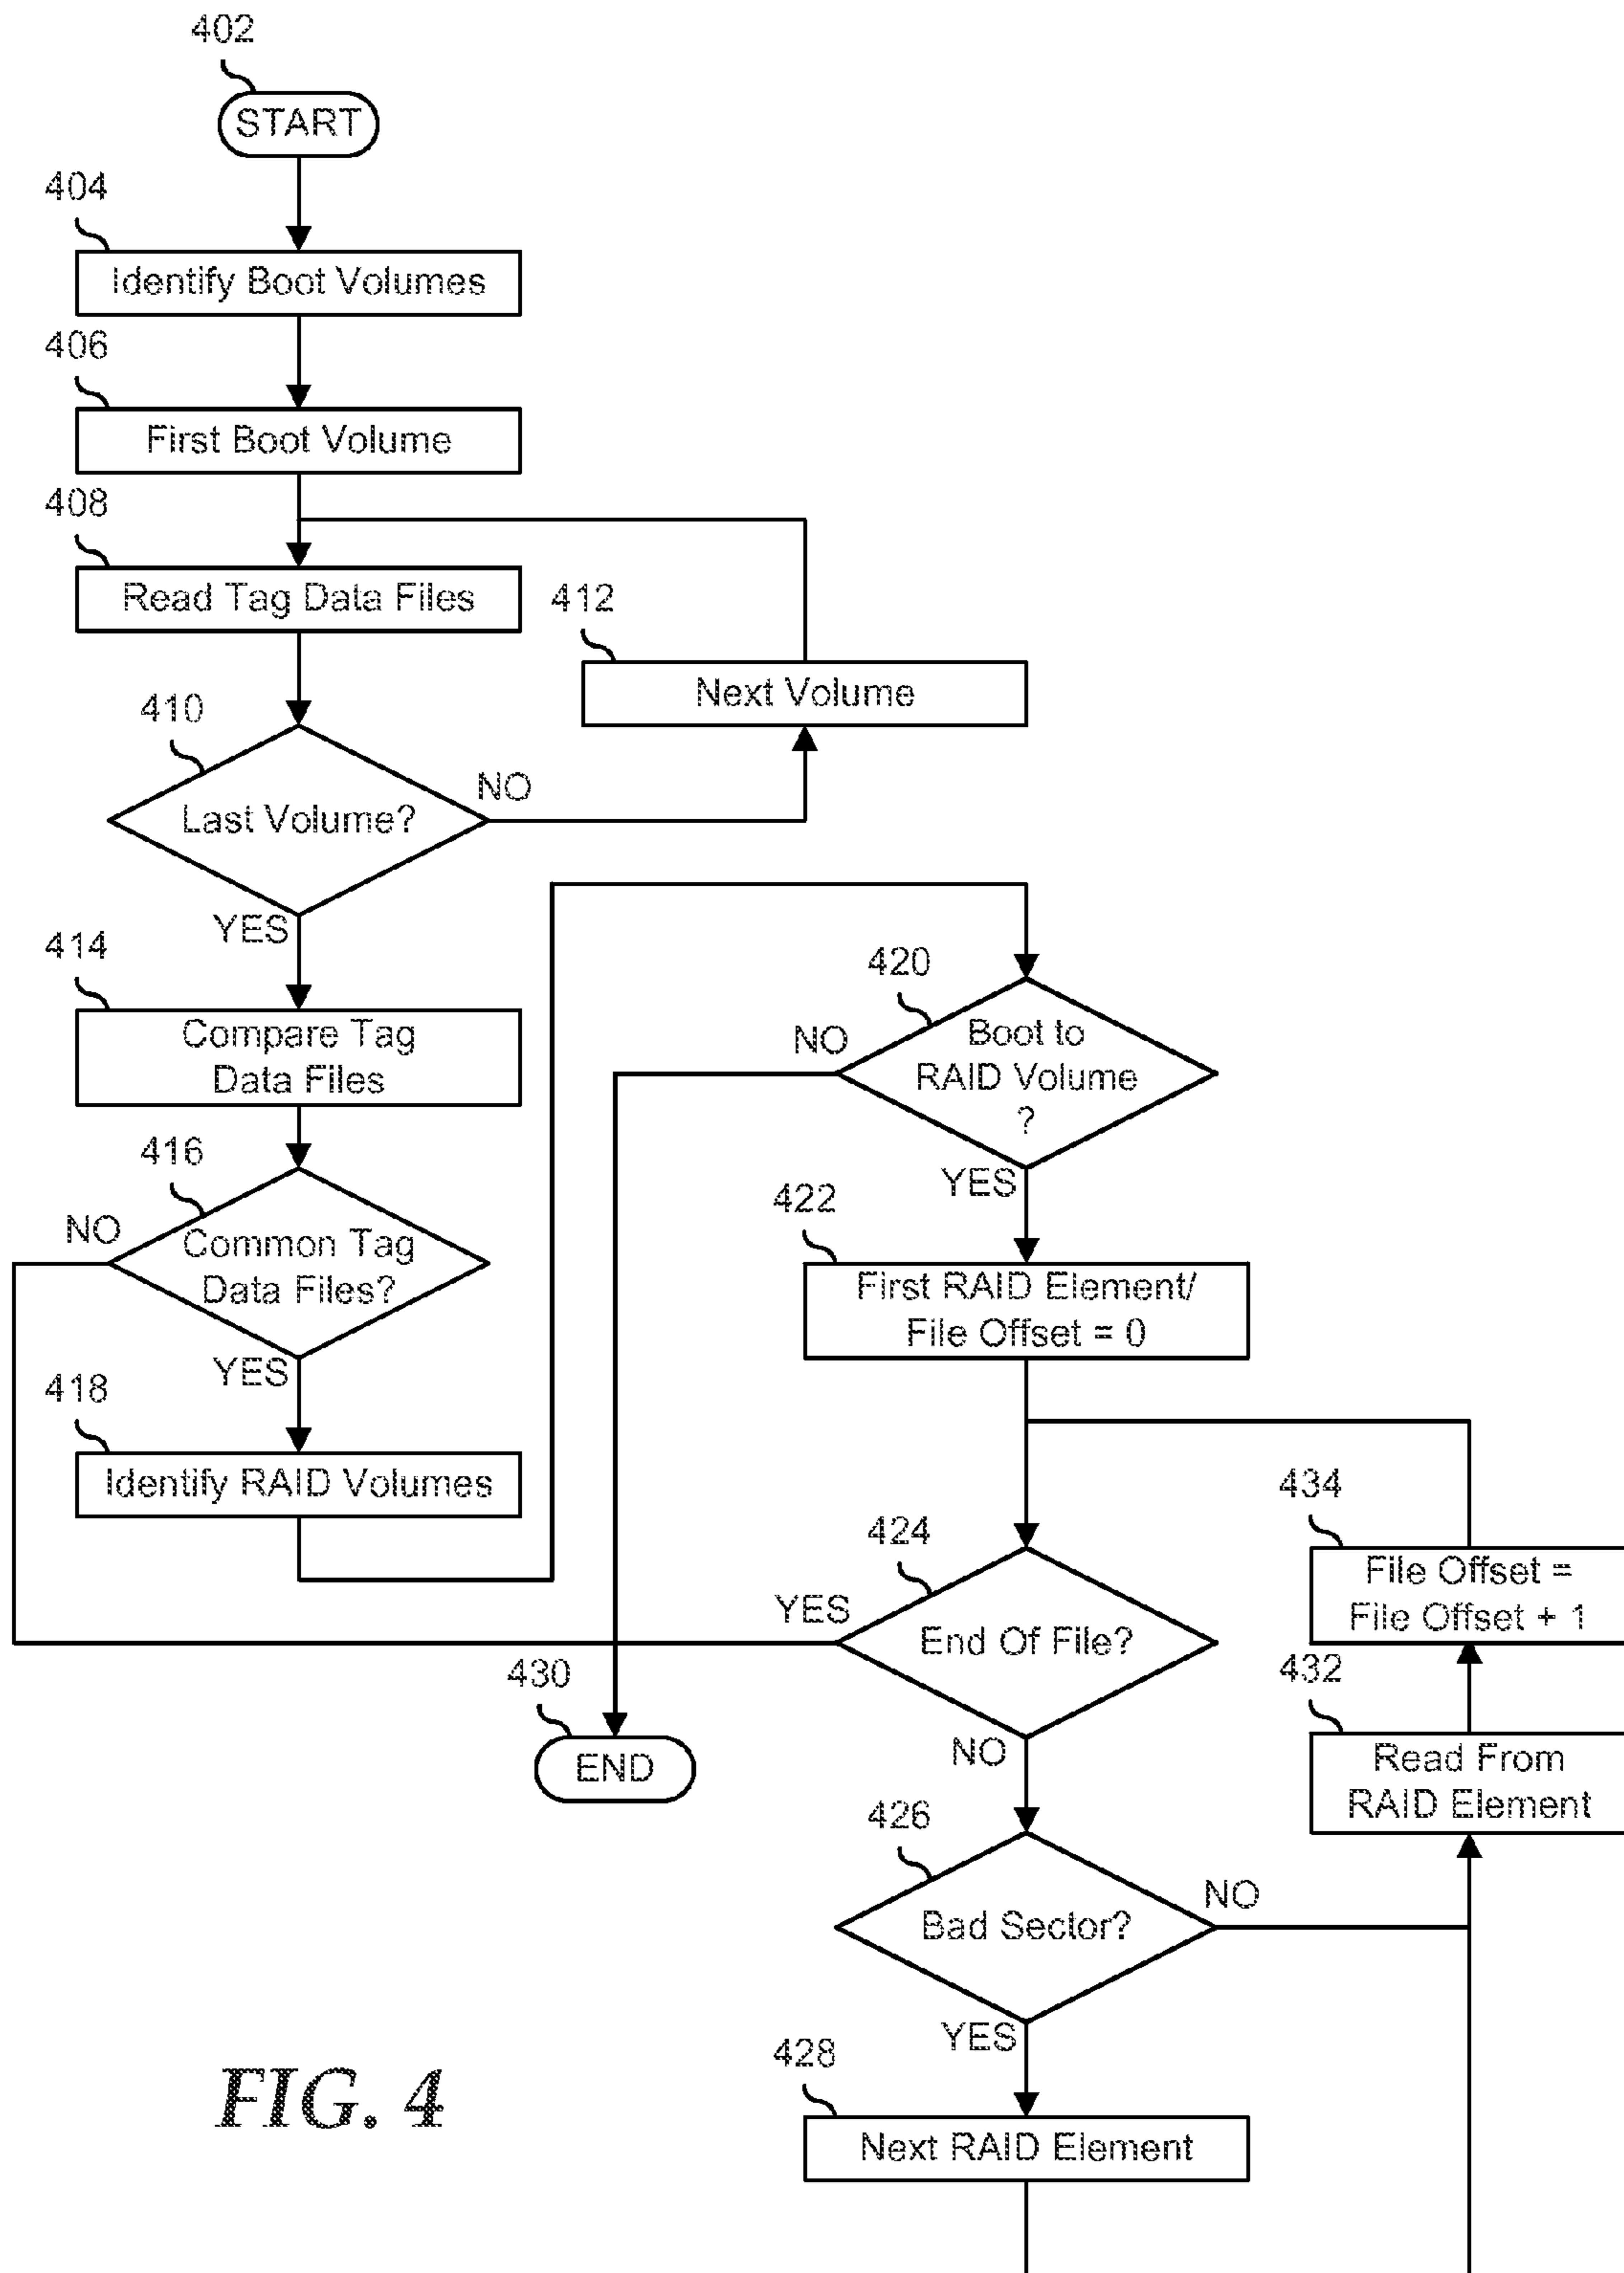 402
START
404
Identify Boot Volumes
406
First Boot Volume
408
Read Tag Data Files
412
Next Volume
410
Last Volume?
NO
YES
414
Compare Tag
Data Files
416
NO
Common Tag
Data Files?
YES
418
Identify RAID Volumes
420
NO
Boot to
RAID Volume
?
YES
422
First RAID Element/
File Offset = 0
424
YES
End Of File?
NO
430
END
434
File Offset =
File Offset + 1
432
Read From
RAID Element
426
Bad Sector?
NO
YES
428
Next RAID Element
FIG. 4